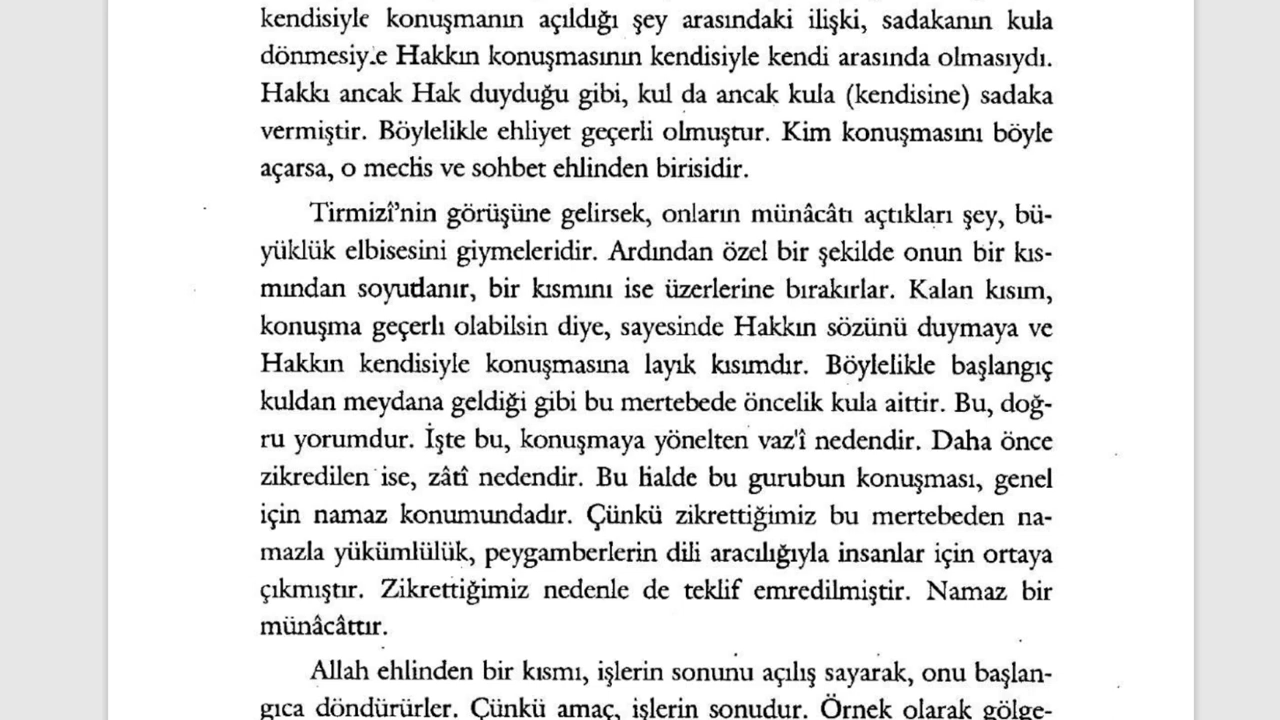 kendisiyle konuşmanın açıldığı şey arasındaki ilişki, sadakanın kula
dönmesiyle Hakkın konuşmasının kendisiyle kendi arasında olmasıydı.
Hakkı ancak Hak duyduğu gibi, kul da ancak kula (kendisine) sadaka
vermiştir. Böylelikle ehliyet geçerli olmuştur. Kim konuşmasını böyle
açarsa, o meclis ve sohbet ehlinden birisidir.
Tirmizî'nin görüşüne gelirsek, onların münâcâtı açtıkları şey, bü-
yüklük elbisesini giymeleridir. Ardından özel bir şekilde onun bir kıs-
mından soyutlanır, bir kısmını ise üzerlerine bırakırlar. Kalan kısım,
konuşma geçerli olabilsin diye, sayesinde Hakkın sözünü duymaya ve
Hakkın kendisiyle konuşmasına layık kısımdır. Böylelikle başlangıç
kuldan meydana geldiği gibi bu mertebede öncelik kula aittir. Bu, doğ-
ru yorumdur. İşte bu, konuşmaya yönelten vaz'î nedendir. Daha önce
zikredilen ise, zâtî nedendir. Bu halde bu gurubun konuşması, genel
için namaz konumundadır. Çünkü zikrettiğimiz bu mertebeden na-
mazla yükümlülük, peygamberlerin dili aracılığıyla insanlar için ortaya
çıkmıştır. Zikrettiğimiz nedenle de teklif emredilmiştir. Namaz bir
münâcâttır.
Allah ehlinden bir kısmı, işlerin sonunu açılış sayarak, onu başlan-
gıca döndürürler. Çünkü amaç, işlerin sonudur. Örnek olarak gölge-